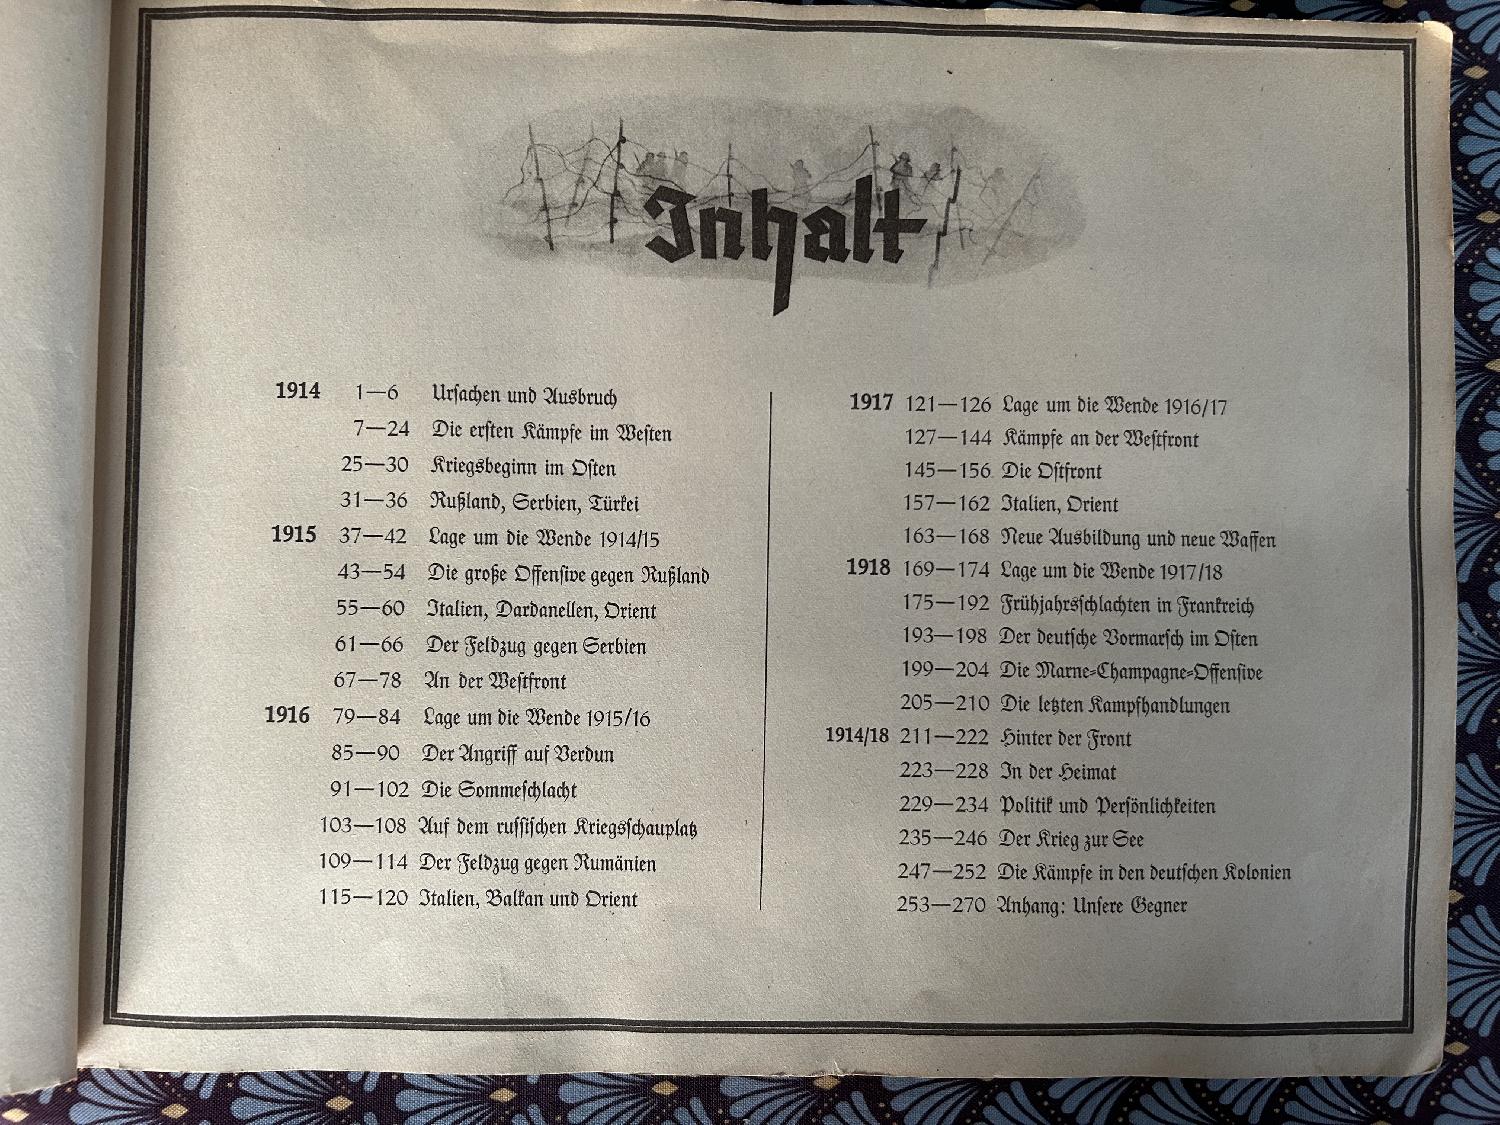 Inhalt
1914 1—6 Urſachen und Ausbruch
7—24 Die erſten Kämpfe im Weſten
25—30 Kriegsbeginn im Oſten
31—36 Rußland, Serbien, Türkei
1915 37—42 Lage um die Wende 1914/15
43—54 Die große Offenſive gegen Rußland
55—60 Italien, Dardanellen, Orient
61—66 Der Feldzug gegen Serbien
67—78 An der Weſtfront
1916 79—84 Lage um die Wende 1915/16
85—90 Der Angriff auf Verdun
91—102 Die Sommeſchlacht
103—108 Auf dem ruſſiſchen Kriegsſchauplatz
109—114 Der Feldzug gegen Rumänien
115—120 Italien, Balkan und Orient
1917 121—126 Lage um die Wende 1916/17
127—144 Kämpfe an der Weſtfront
145—156 Die Oſtfront
157—162 Italien, Orient
163—168 Neue Ausbildung und neue Waffen
1918 169—174 Lage um die Wende 1917/18
175—192 Frühjahrsſchlachten in Frankreich
193—198 Der deutſche Vormarſch im Oſten
199—204 Die Marne-Champagne-Offenſive
205—210 Die letzten Kampfhandlungen
1914/18 211—222 Hinter der Front
223—228 In der Heimat
229—234 Politik und Perſönlichkeiten
235—246 Der Krieg zur See
247—252 Die Kämpfe in den deutſchen Kolonien
253—270 Anhang: Unſere Gegner